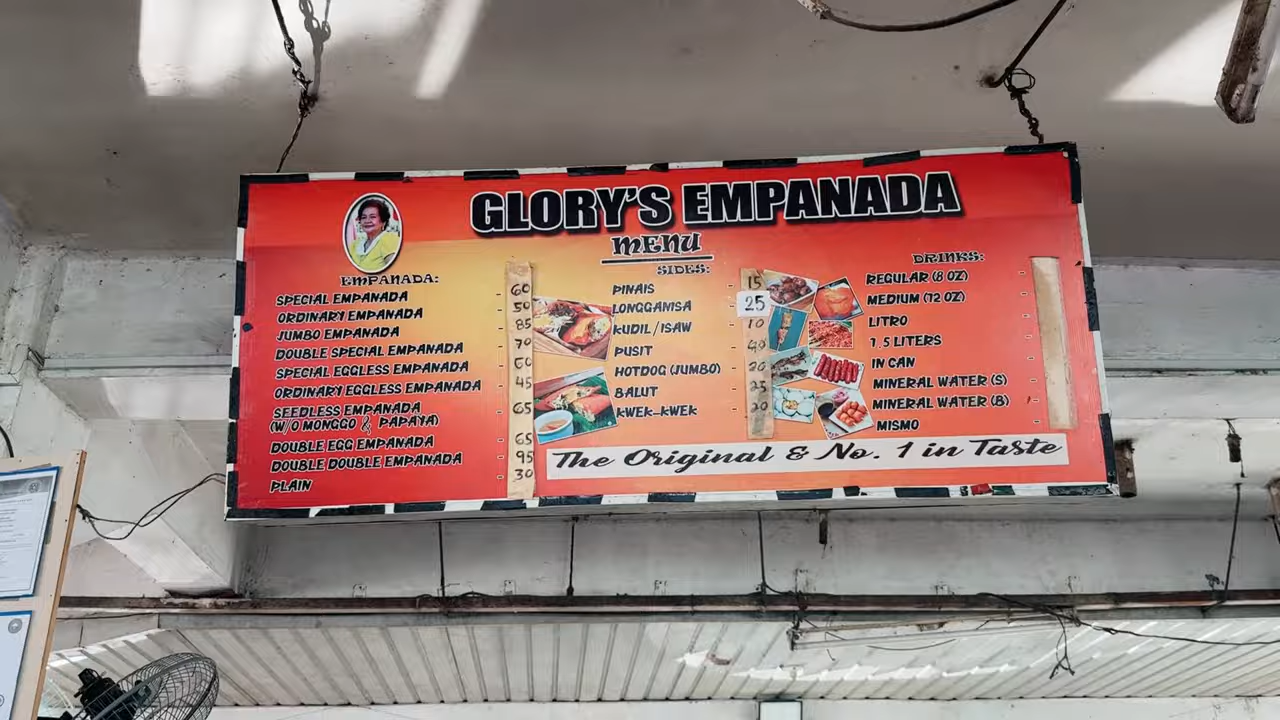 GLORY'S EMPANADA
MENU
EMPANADA:
SPECIAL EMPANADA - 60
ORDINARY EMPANADA - 50
JUMBO EMPANADA - 85
DOUBLE SPECIAL EMPANADA - 70
SPECIAL EGGLESS EMPANADA - 50
ORDINARY EGGLESS EMPANADA - 45
SEEDLESS EMPANADA - 65
(W/O MONGGO & PAPAYA)
DOUBLE EGG EMPANADA - 65
DOUBLE DOUBLE EMPANADA - 95
PLAIN - 30
SIDES:
PINAIS - 15
LONGGANISA 25
KUDIL/ISAW - 10
PUSIT - 40
HOTDOG (JUMBO) - 20
BALUT - 25
KWEK-KWEK - 20
DRINKS:
REGULAR (8 OZ) -
MEDIUM (12 OZ) -
LITRO -
1.5 LITERS -
IN CAN -
MINERAL WATER (S) -
MINERAL WATER (B) -
MISMO -
The Original & No. 1 in Taste